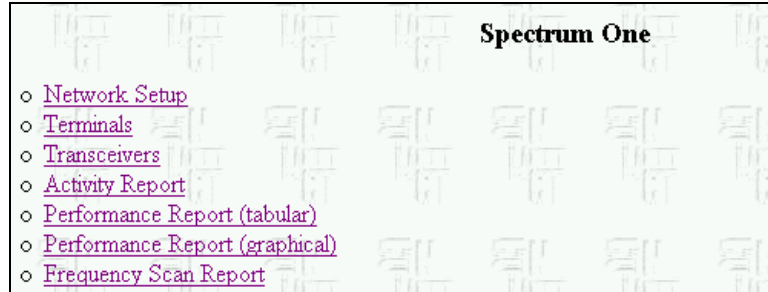 Spectrum One
o Network Setup
o Terminals
o Transceivers
o Activity Report
o Performance Report (tabular)
o Performance Report (graphical)
o Frequency Scan Report